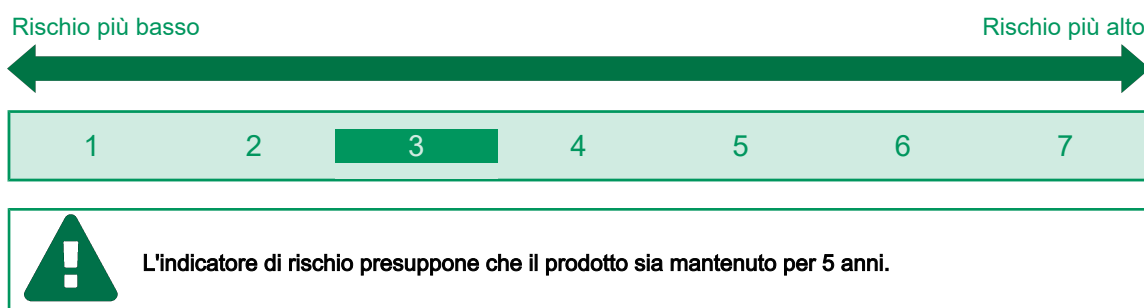 Rischio più basso Rischio più alto
1 2 3 4 5 6 7
L'indicatore di rischio presuppone che il prodotto sia mantenuto per 5 anni.